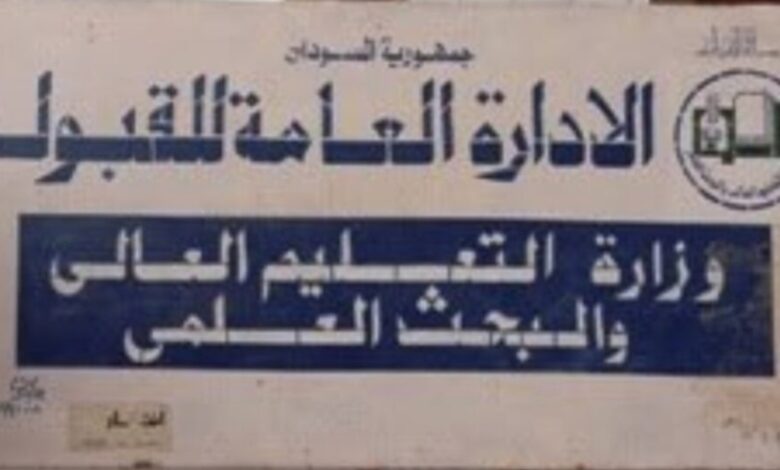 جمهورية السودان
الادارة العامة للقبول
وزارة التعليم العالى
والبحث العلمى